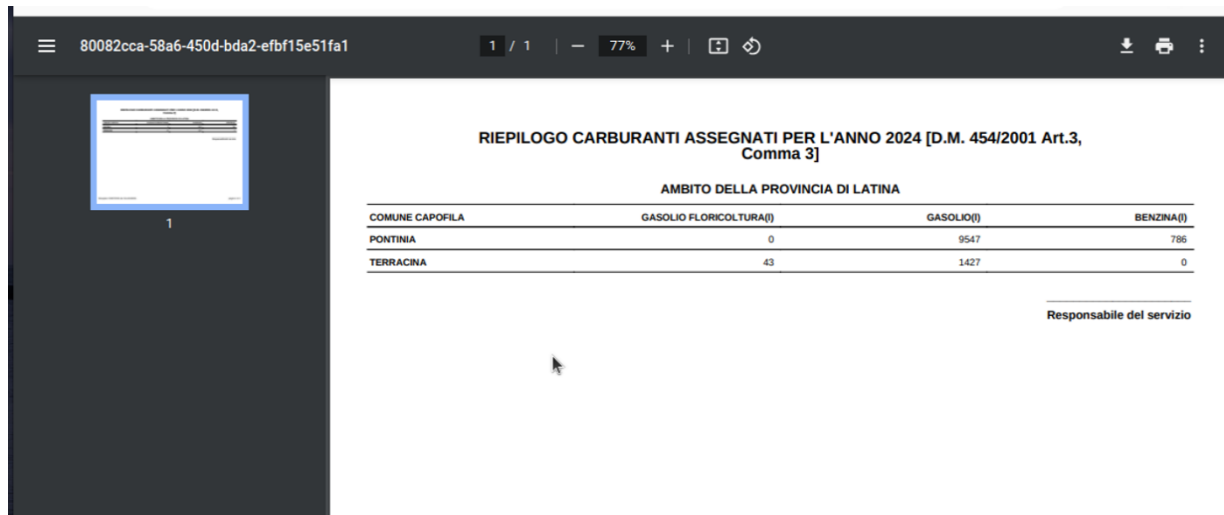 80082cca-58a6-450d-bda2-efbf15e51fa1
1 / 1
77%
1
RIEPILOGO CARBURANTI ASSEGNATI PER L'ANNO 2024 [D.M. 454/2001 Art.3,
Comma 3]
AMBITO DELLA PROVINCIA DI LATINA
COMUNE CAPOFILA GASOLIO FLORICOLTURA(l) GASOLIO(l) BENZINA(l)
PONTINIA 0 9547 786
TERRACINA 43 1427 0
Responsabile del servizio